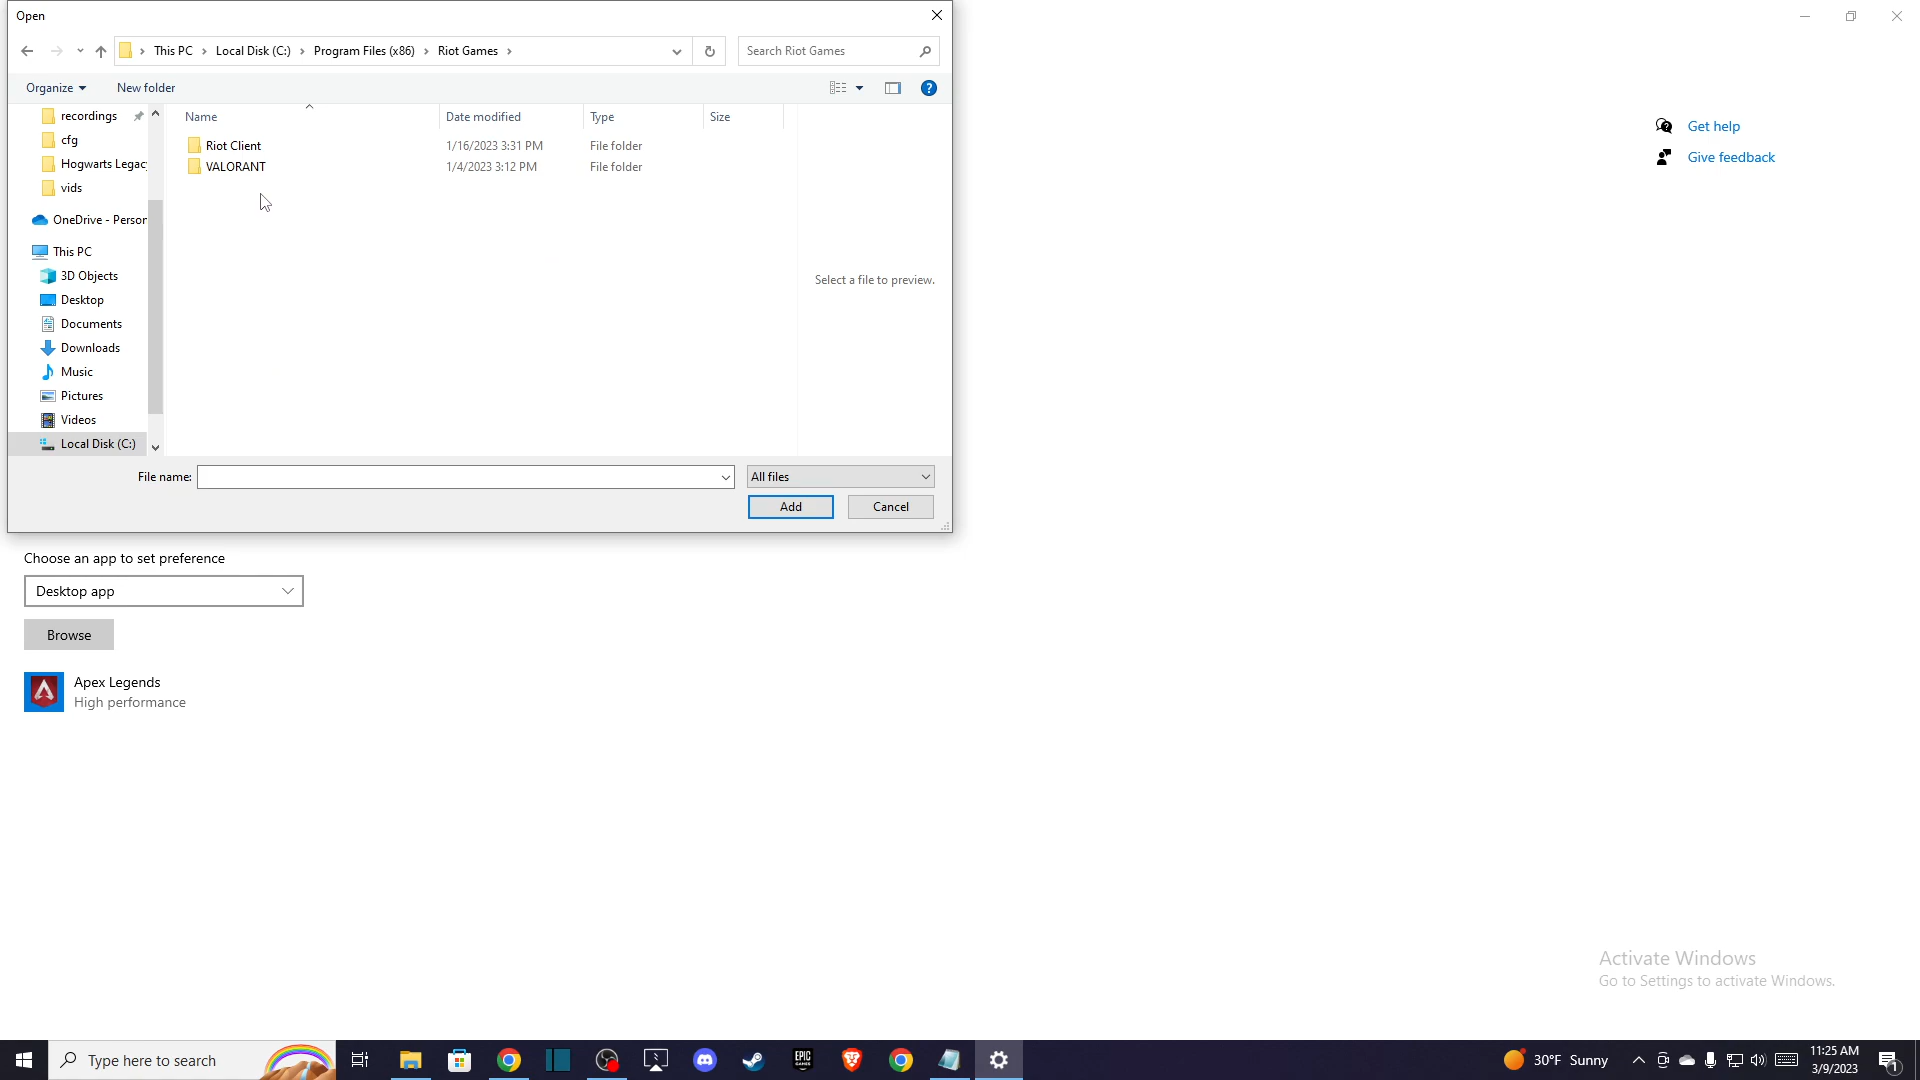 Open
This PC
Local Disk (C:)
Program Files (x86)
Riot Games
Search Riot Games
Organize
New folder
recordings
cfg
Hogwarts Legac
vids
OneDrive - Person
This PC
3D Objects
Desktop
Documents
Downloads
Music
Pictures
Videos
Local Disk (C:)
Name
Date modified
Type
Size
Riot Client
1/16/2023 3:31 PM
File folder
VALORANT
1/4/2023 3:12 PM
File folder
Select a file to preview.
File name:
All files
Add
Cancel
Get help
Give feedback
Choose an app to set preference
Desktop app
Browse
Apex Legends
High performance
Activate Windows
Go to Settings to activate Windows.
Type here to search
EPIC
GAMES
30°F Sunny
11:25 AM
3/9/2023
1